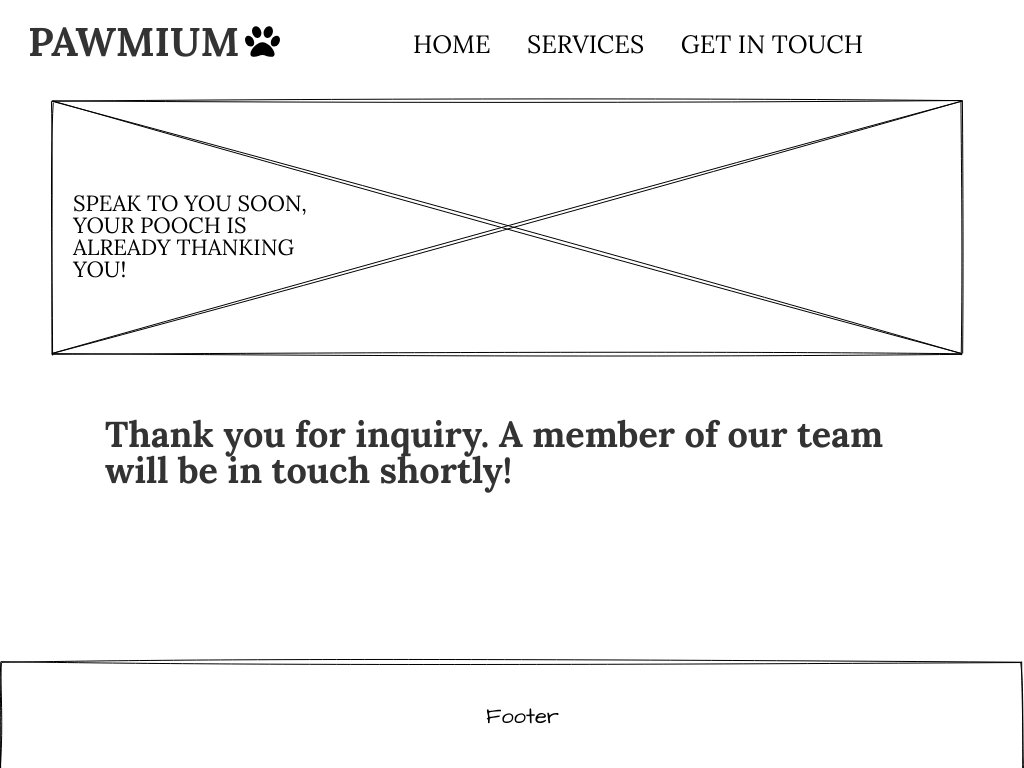 PAWMIUM
HOME SERVICES GET IN TOUCH
SPEAK TO YOU SOON,
YOUR POOCH IS
ALREADY THANKING
YOU!
Thank you for inquiry. A member of our team
will be in touch shortly!
Footer